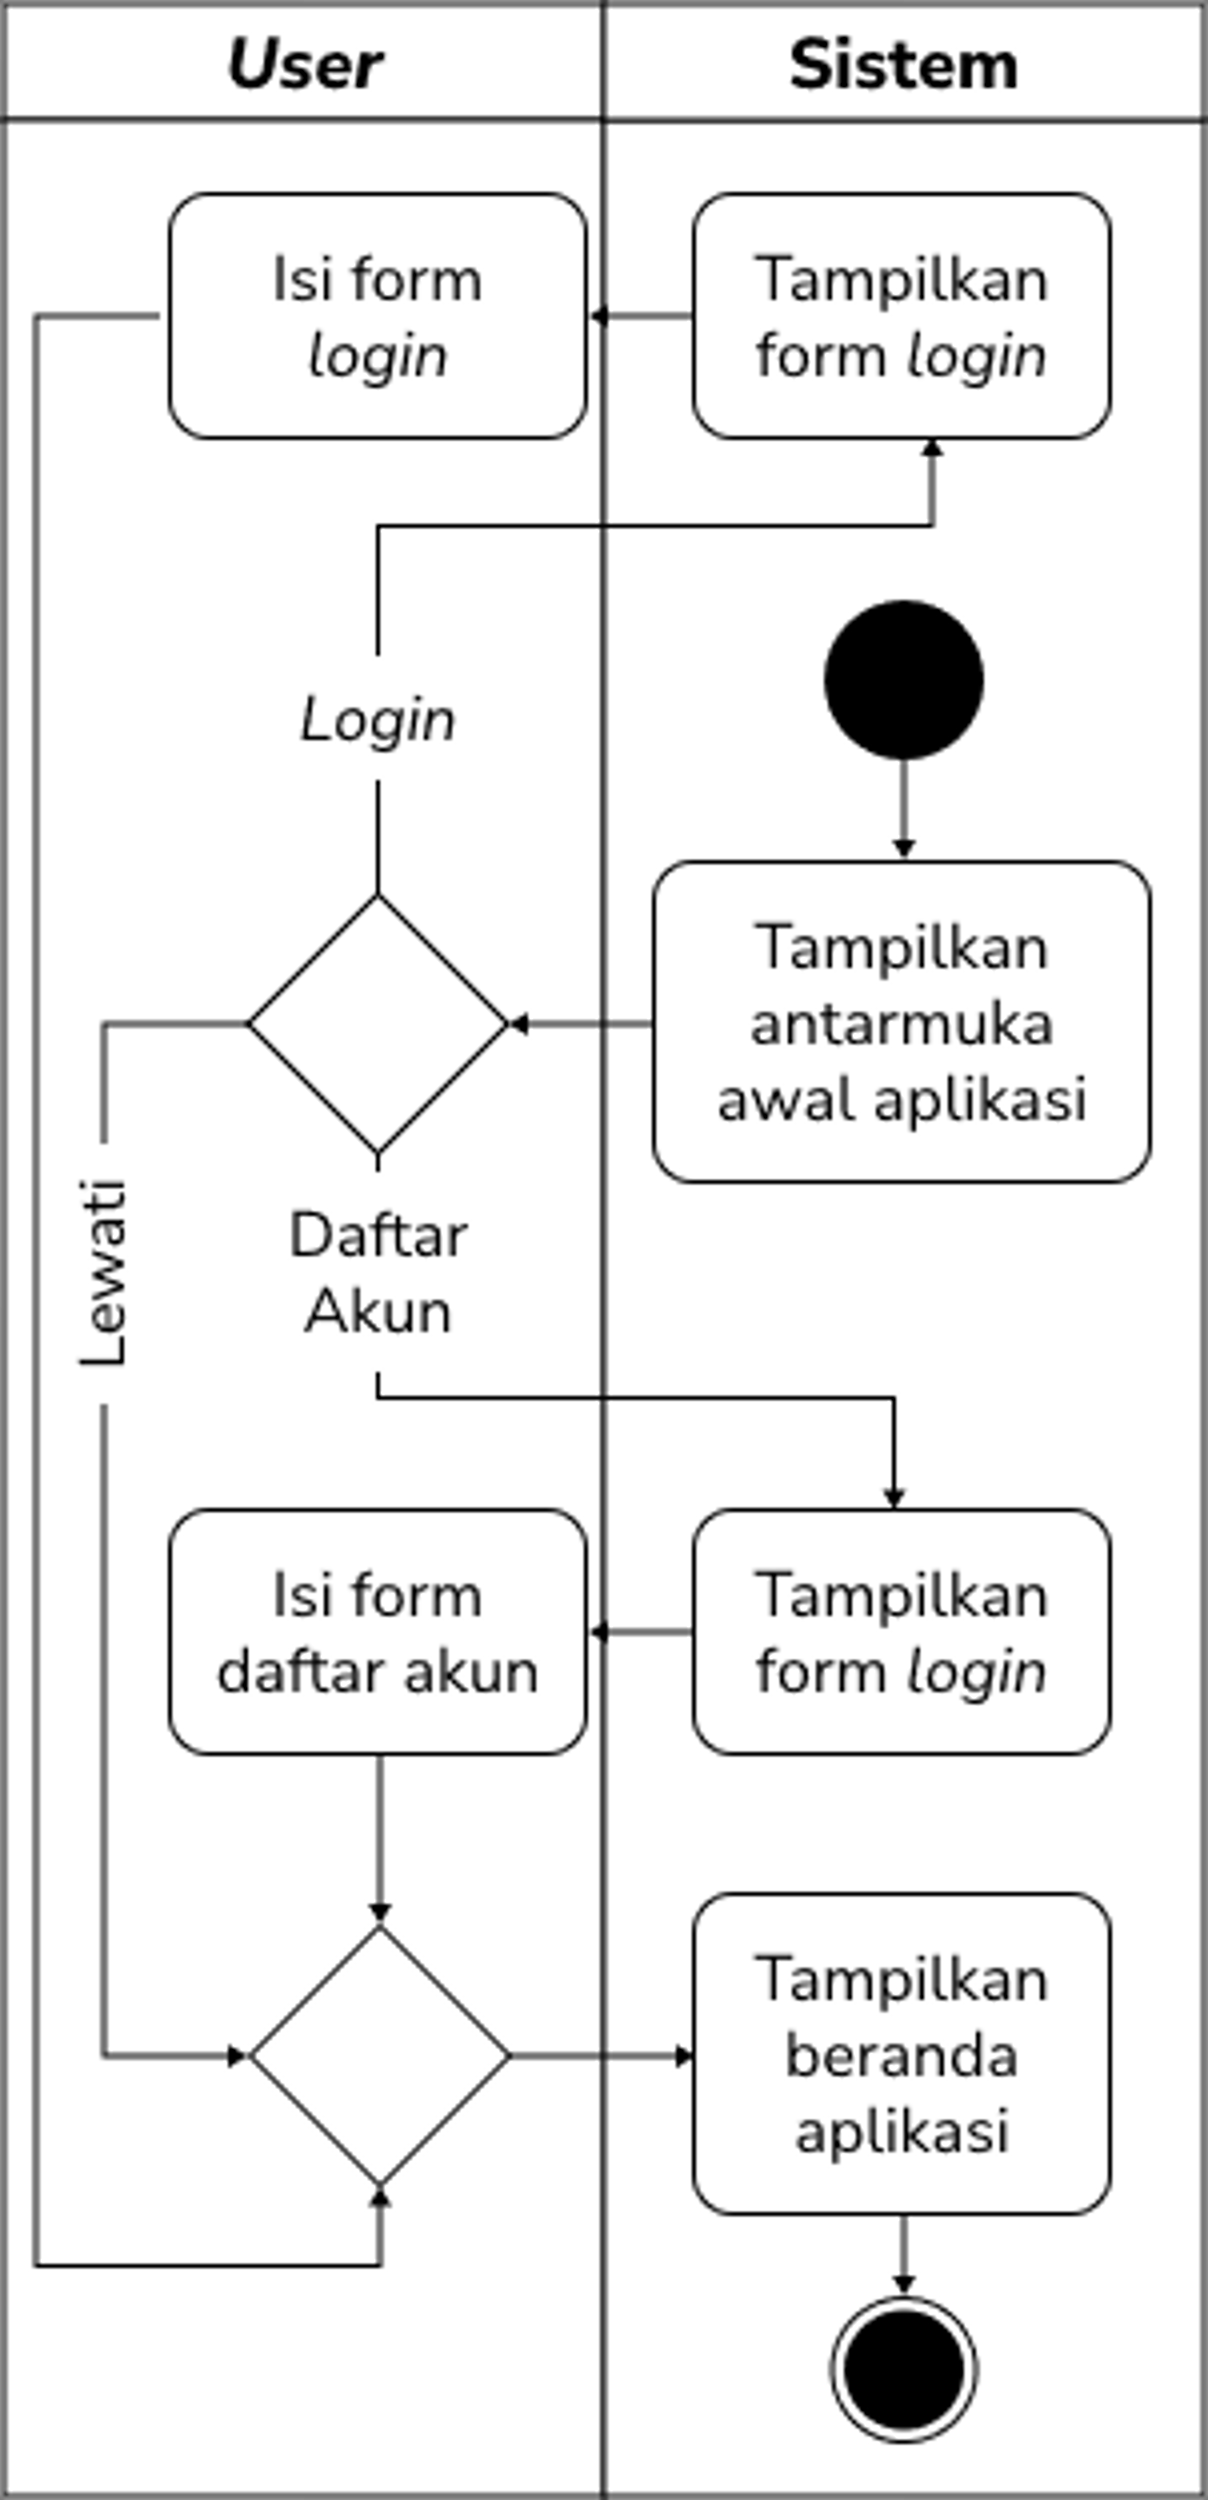 User
Sistem
Isi form
login
Tampilkan
form login
Login
Tampilkan
antarmuka
awal aplikasi
Lewati
Daftar
Akun
Isi form
daftar akun
Tampilkan
form login
Tampilkan
beranda
aplikasi